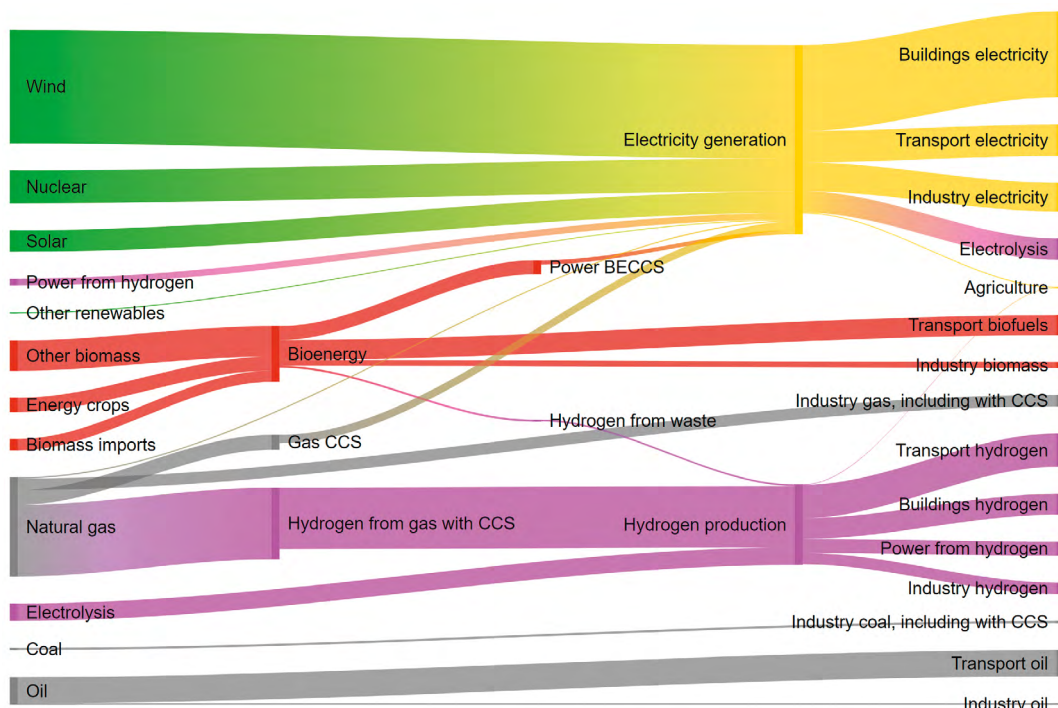 Wind
Nuclear
Solar
Power from hydrogen
Other renewables
Other biomass
Energy crops
Biomass imports
Natural gas
Electrolysis
Coal
Oil
Bioenergy
Gas CCS
Hydrogen from gas with CCS
Power BECCS
Hydrogen from waste
Electricity generation
Hydrogen production
Buildings electricity
Transport electricity
Industry electricity
Electrolysis
Agriculture
Transport biofuels
Industry biomass
Industry gas, including with CCS
Transport hydrogen
Buildings hydrogen
Power from hydrogen
Industry hydrogen
Industry coal, including with CCS
Transport oil
Industry oil